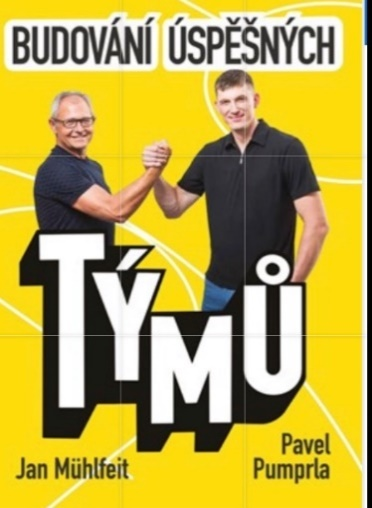 BUDOVÁNÍ ÚSPĚŠNÝCH
TÝMŮ
Jan Mühlfeit
Pavel
Pumprla